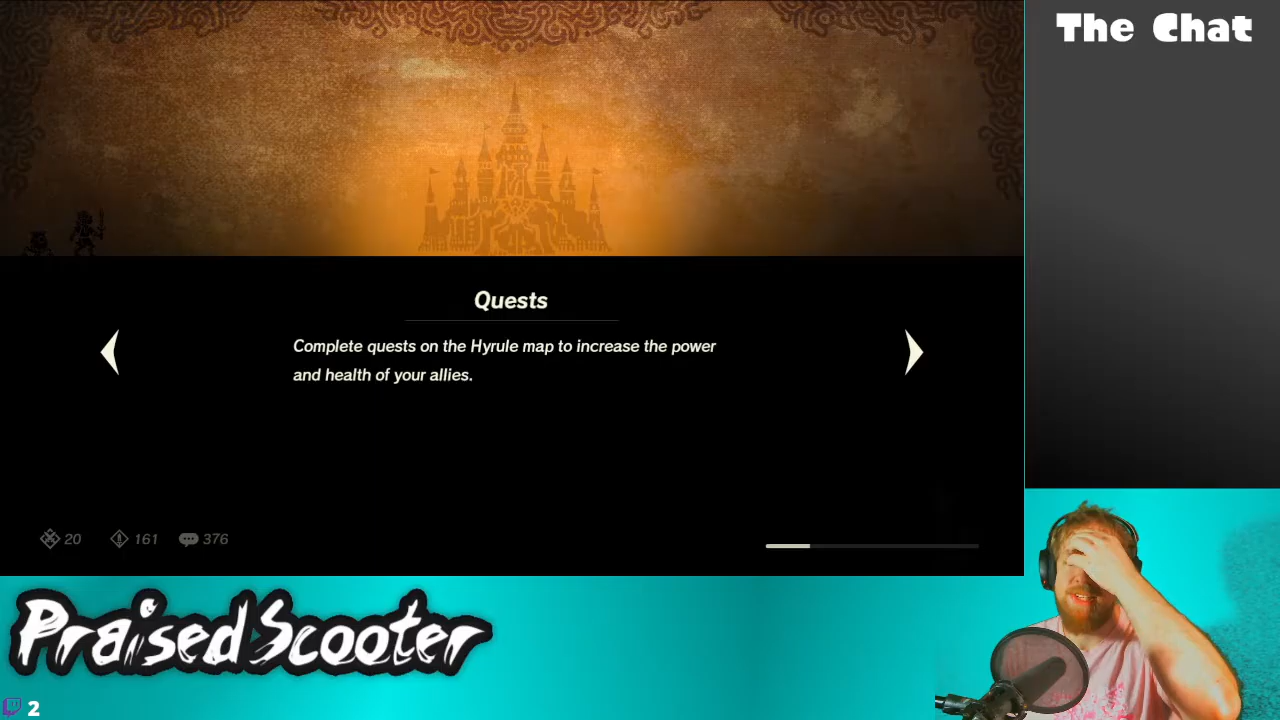 The Chat
Quests
Complete quests on the Hyrule map to increase the power
and health of your allies.
20 161 376
PraisedScooter
2